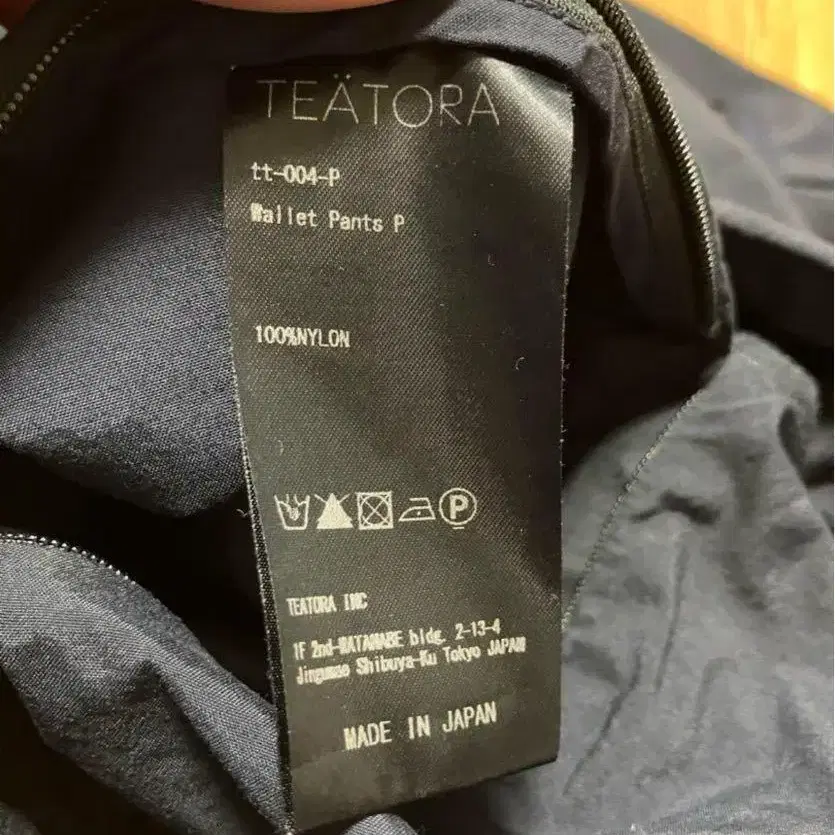 TEÄTORA
tt-004-P
Wallet Pants P
100%NYLON
P
TEATORA INC
1F 2nd-WATANABE bldg. 2-13-4
Jingumae Shibuya-Ku Tokyo JAPAN
MADE IN JAPAN